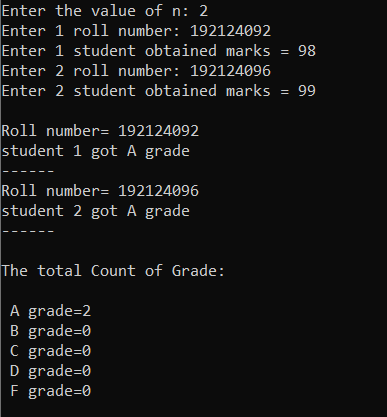 Enter the value of n: 2
Enter 1 roll number: 192124092
Enter 1 student obtained marks = 98
Enter 2 roll number: 192124096
Enter 2 student obtained marks = 99
Roll number= 192124092
student 1 got A grade
------
Roll number= 192124096
student 2 got A grade
------
The total Count of Grade:
A grade=2
B grade=0
C grade=0
D grade=0
F grade=0